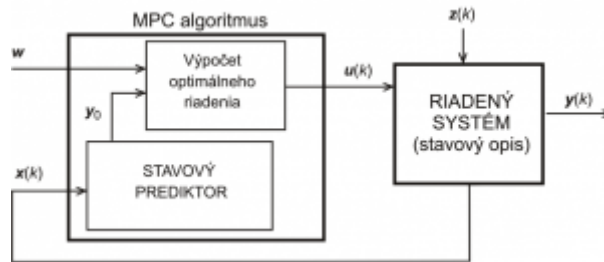 MPC algoritmus
z(k)
w
Výpočet
optimálneho
riadenia
u(k)
RIADENÝ
SYSTÉM
(stavový opis)
y(k)
y0
x(k)
STAVOVÝ
PREDIKTOR